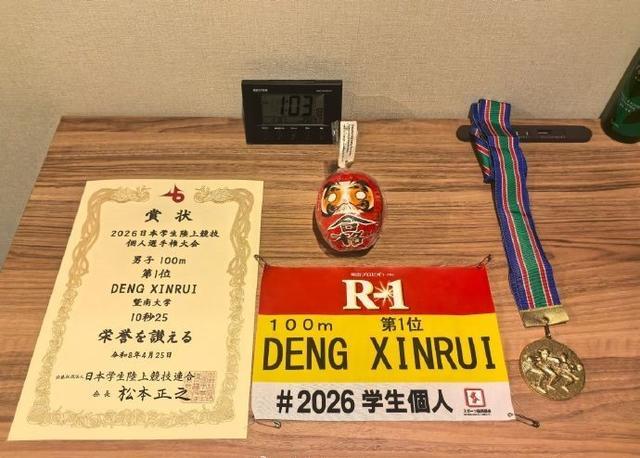 1:03
賞状
2026日本学生陸上競技
個人選手権大会
男子 100m
第1位
DENG XINRUI
暨南大学
10秒25
栄誉を讃える
令和8年4月25日
日本学生陸上競技連合
会長 松本正之
合格
R-1
100m 第1位
DENG XINRUI
#2026 学生個人